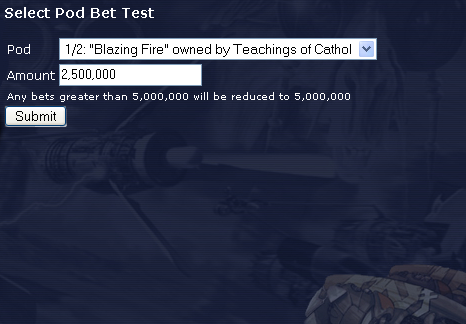 Select Pod Bet Test
Pod 1/2: "Blazing Fire" owned by Teachings of Cathol
Amount 2,500,000
Any bets greater than 5,000,000 will be reduced to 5,000,000
Submit